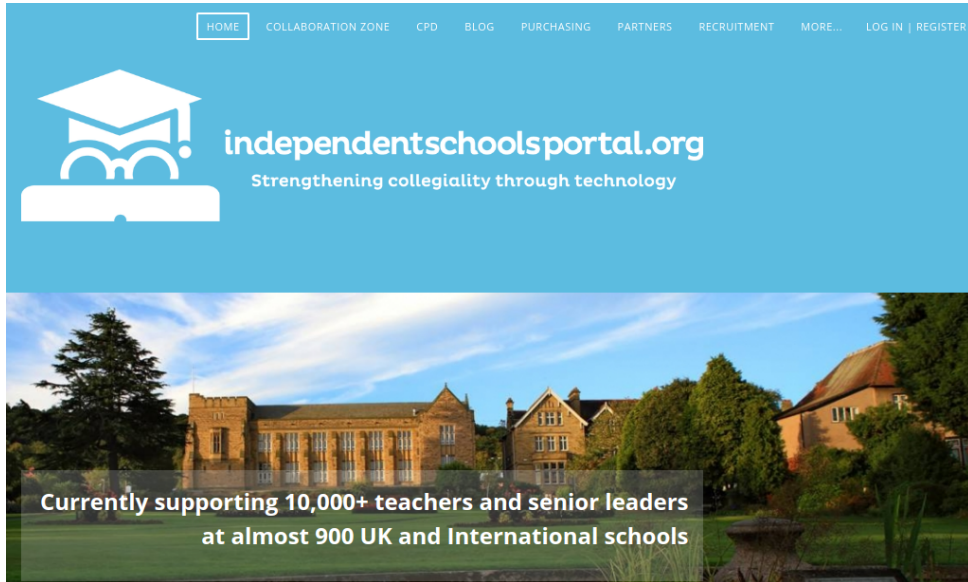 HOME COLLABORATION ZONE CPD BLOG PURCHASING PARTNERS RECRUITMENT MORE... LOG IN | REGISTER
independentschoolsportal.org
Strengthening collegiality through technology
Currently supporting 10,000+ teachers and senior leaders
at almost 900 UK and International schools